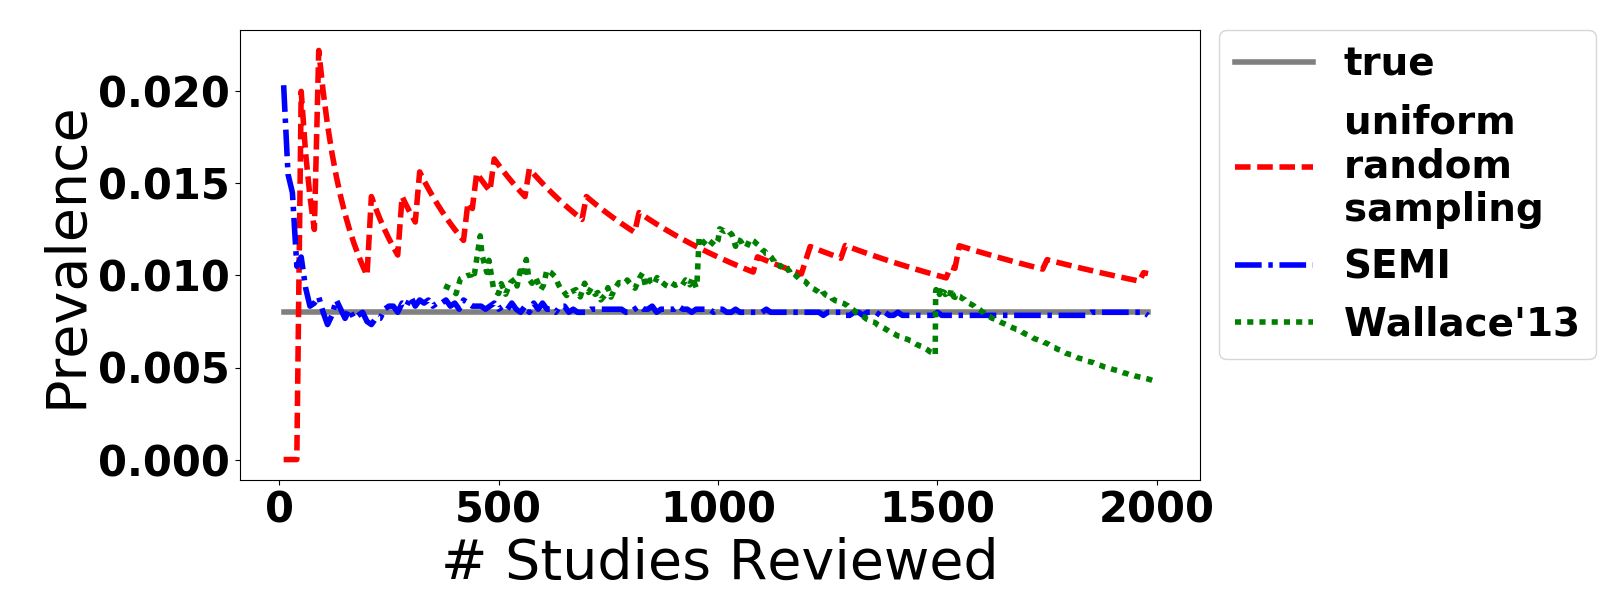 Prevalence
0.020
0.015
0.010
0.005
0.000
0
500
1000
1500
2000
# Studies Reviewed
true
uniform
random
sampling
SEMI
Wallace'13